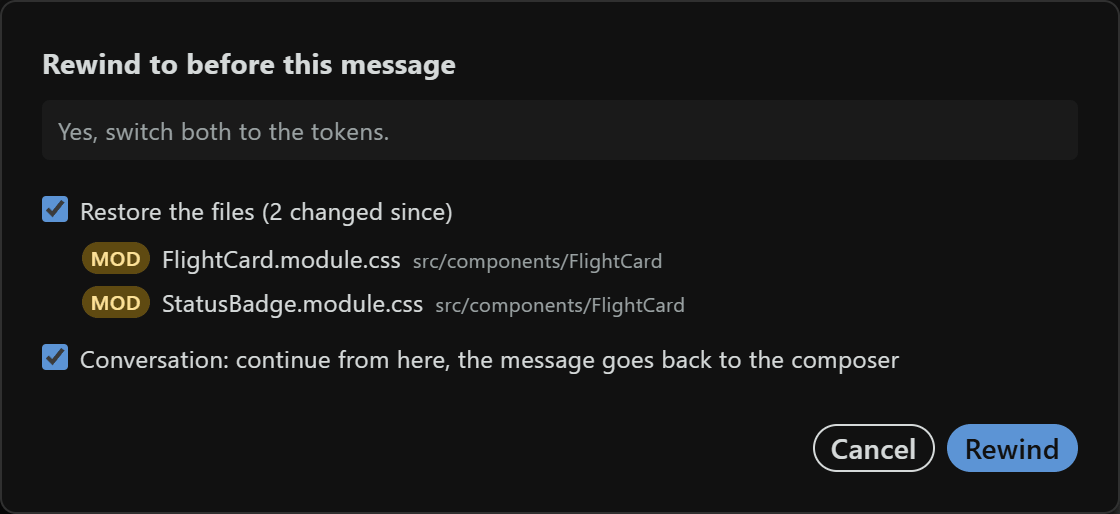 Rewind to before this message
Yes, switch both to the tokens.
Restore the files (2 changed since)
MOD FlightCard.module.css src/components/FlightCard
MOD StatusBadge.module.css src/components/FlightCard
Conversation: continue from here, the message goes back to the composer
Cancel Rewind